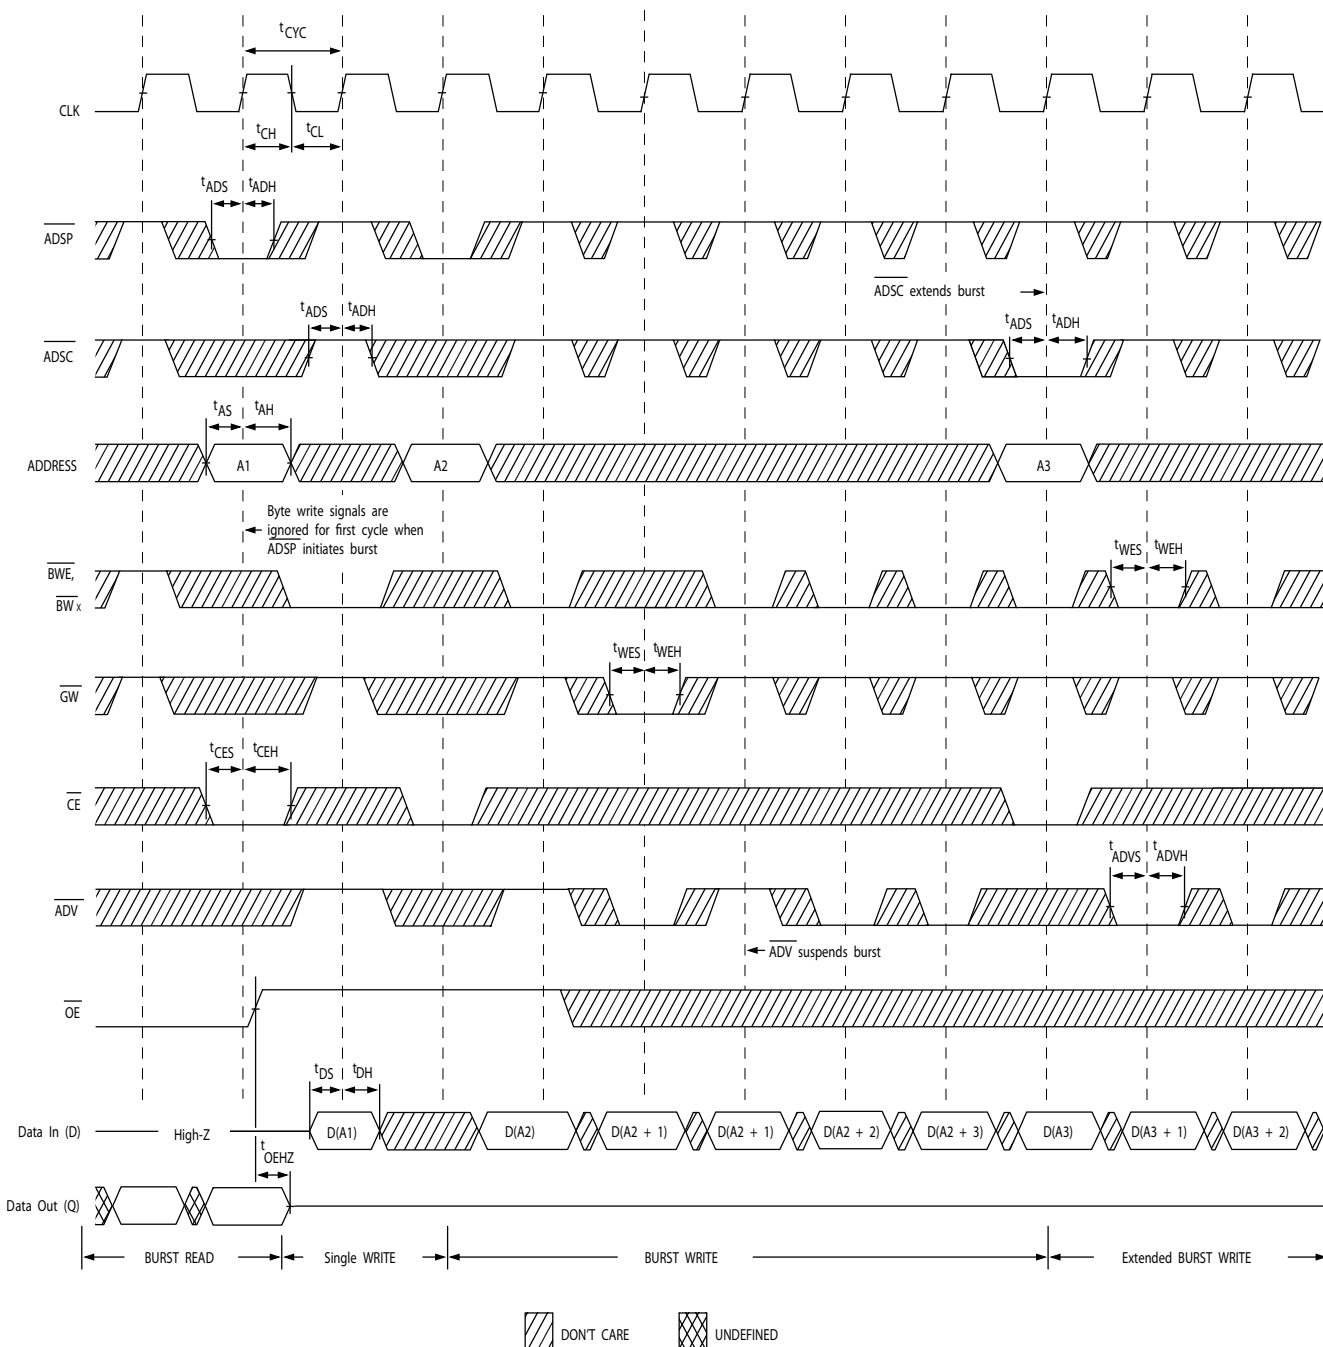 tCYC
CLK
tCH
tCL
tADS
tADH
ADSP
ADSC extends burst
tADS
tADH
tADS
tADH
ADSC
tAS
tAH
ADDRESS
A1
A2
A3
Byte write signals are
ignored for first cycle when
ADSP initiates burst
BWE,
BW x
tWES
tWEH
tWES
tWEH
GW
tCES
tCEH
CE
tADVS
tADVH
ADV
ADV suspends burst
OE
tDS
tDH
Data In (D)
High-Z
D(A1)
D(A2)
D(A2 + 1)
D(A2 + 1)
D(A2 + 2)
D(A2 + 3)
D(A3)
D(A3 + 1)
D(A3 + 2)
tOEHZ
Data Out (Q)
BURST READ
Single WRITE
BURST WRITE
Extended BURST WRITE
DON'T CARE
UNDEFINED